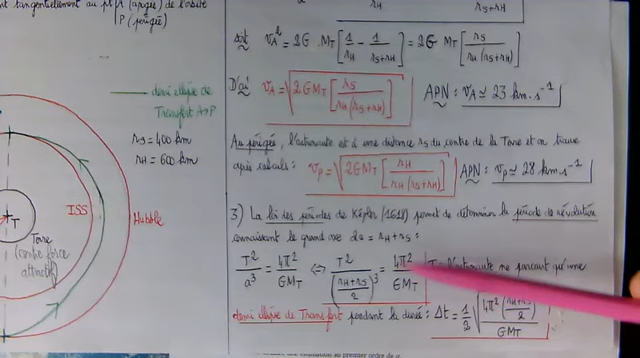 tangentiellement au pt A (apogée) de l'orbite
P (périgée)
rH rS+rH
demi ellipse de
Transfert A→P
rS = 400 km
rH = 600 km
ISS
Hubble
T
Terre
(centre force
attractif)
Soit vA² = 2G MT [1/rH - 1/(rS+rH)] = 2G MT [rS/(rH(rS+rH))]
D'où vA = √(2GMT [rS/(rH(rS+rH))]) APN : vA ≃ 23 km.s⁻¹
Au périgée, l'astronaute est à une distance rS du centre de la Terre et on trouve
après calculs : vP = √(2GMT [rH/(rH(rS+rH))]) APN : vP ≃ 28 km.s⁻¹
3) La loi des périodes de Képler (1618) permet de déterminer la période de révolution
connaissant le grand axe 2a = rH + rS :
T²/a³ = 4π²/GMT ⇔ T²/((rH+rS)/2)³ = 4π²/GMT l'astronaute ne parcourt qu'une
demi ellipse de Transfert pendant la durée : Δt = 1/2 √(4π² ((rH+rS)/2)³/GMT)